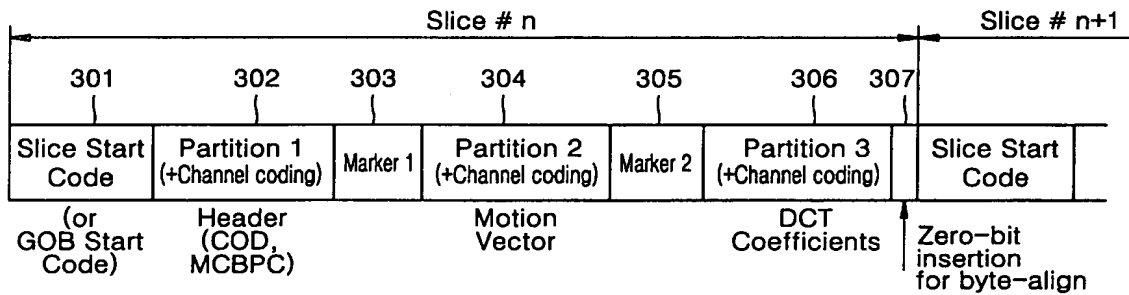 Slice # n
Slice # n+1
301
302
303
304
305
306
307
Slice Start
Code
Partition 1
(+Channel coding)
Marker 1
Partition 2
(+Channel coding)
Marker 2
Partition 3
(+Channel coding)
Slice Start
Code
(or
GOB Start
Code)
Header
(COD,
MCBPC)
Motion
Vector
DCT
Coefficients
Zero-bit
insertion
for byte-align